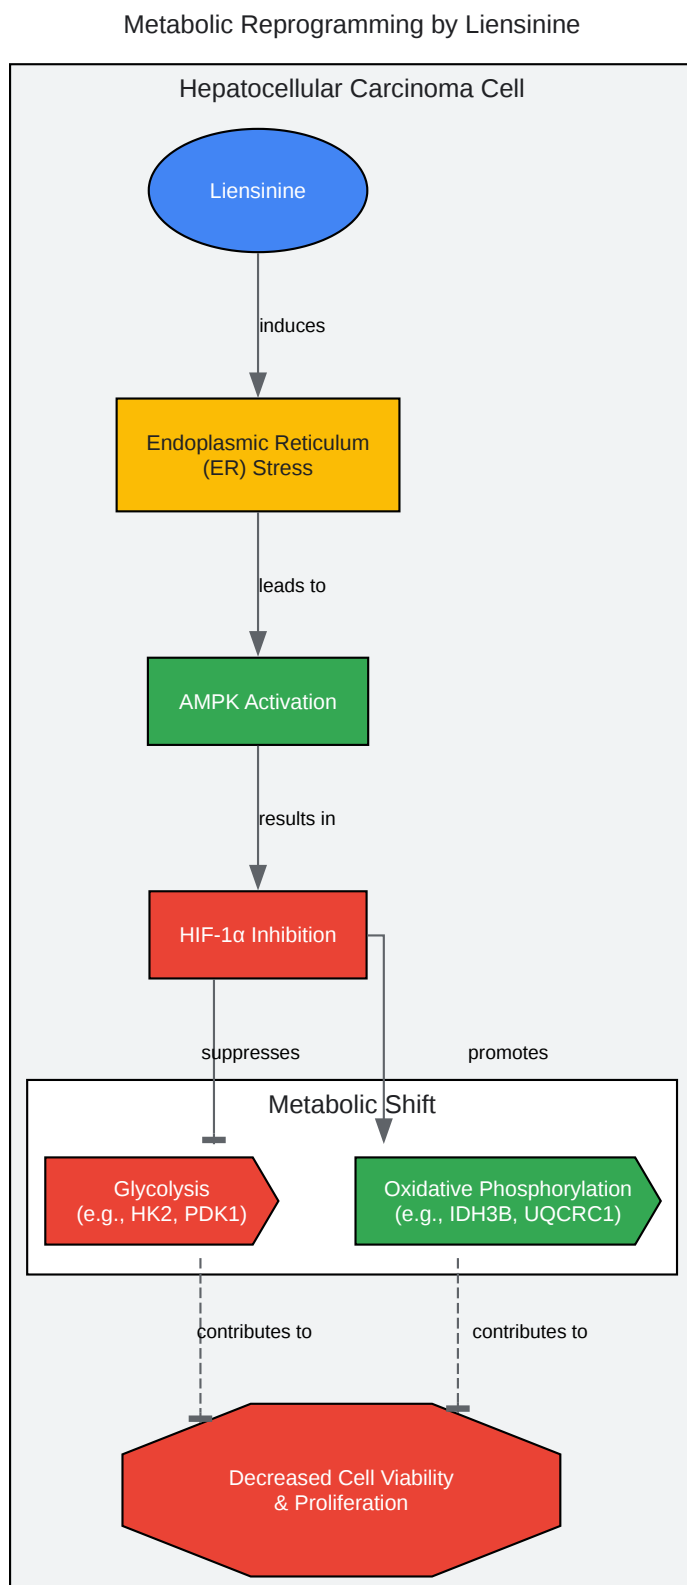 Metabolic Reprogramming by Liensinine
Hepatocellular Carcinoma Cell
Liensinine
induces
Endoplasmic Reticulum
(ER) Stress
leads to
AMPK Activation
results in
HIF-1α Inhibition
suppresses
promotes
Metabolic Shift
Glycolysis
(e.g., HK2, PDK1)
Oxidative Phosphorylation
(e.g., IDH3B, UQCRC1)
contributes to
contributes to
Decreased Cell Viability
& Proliferation